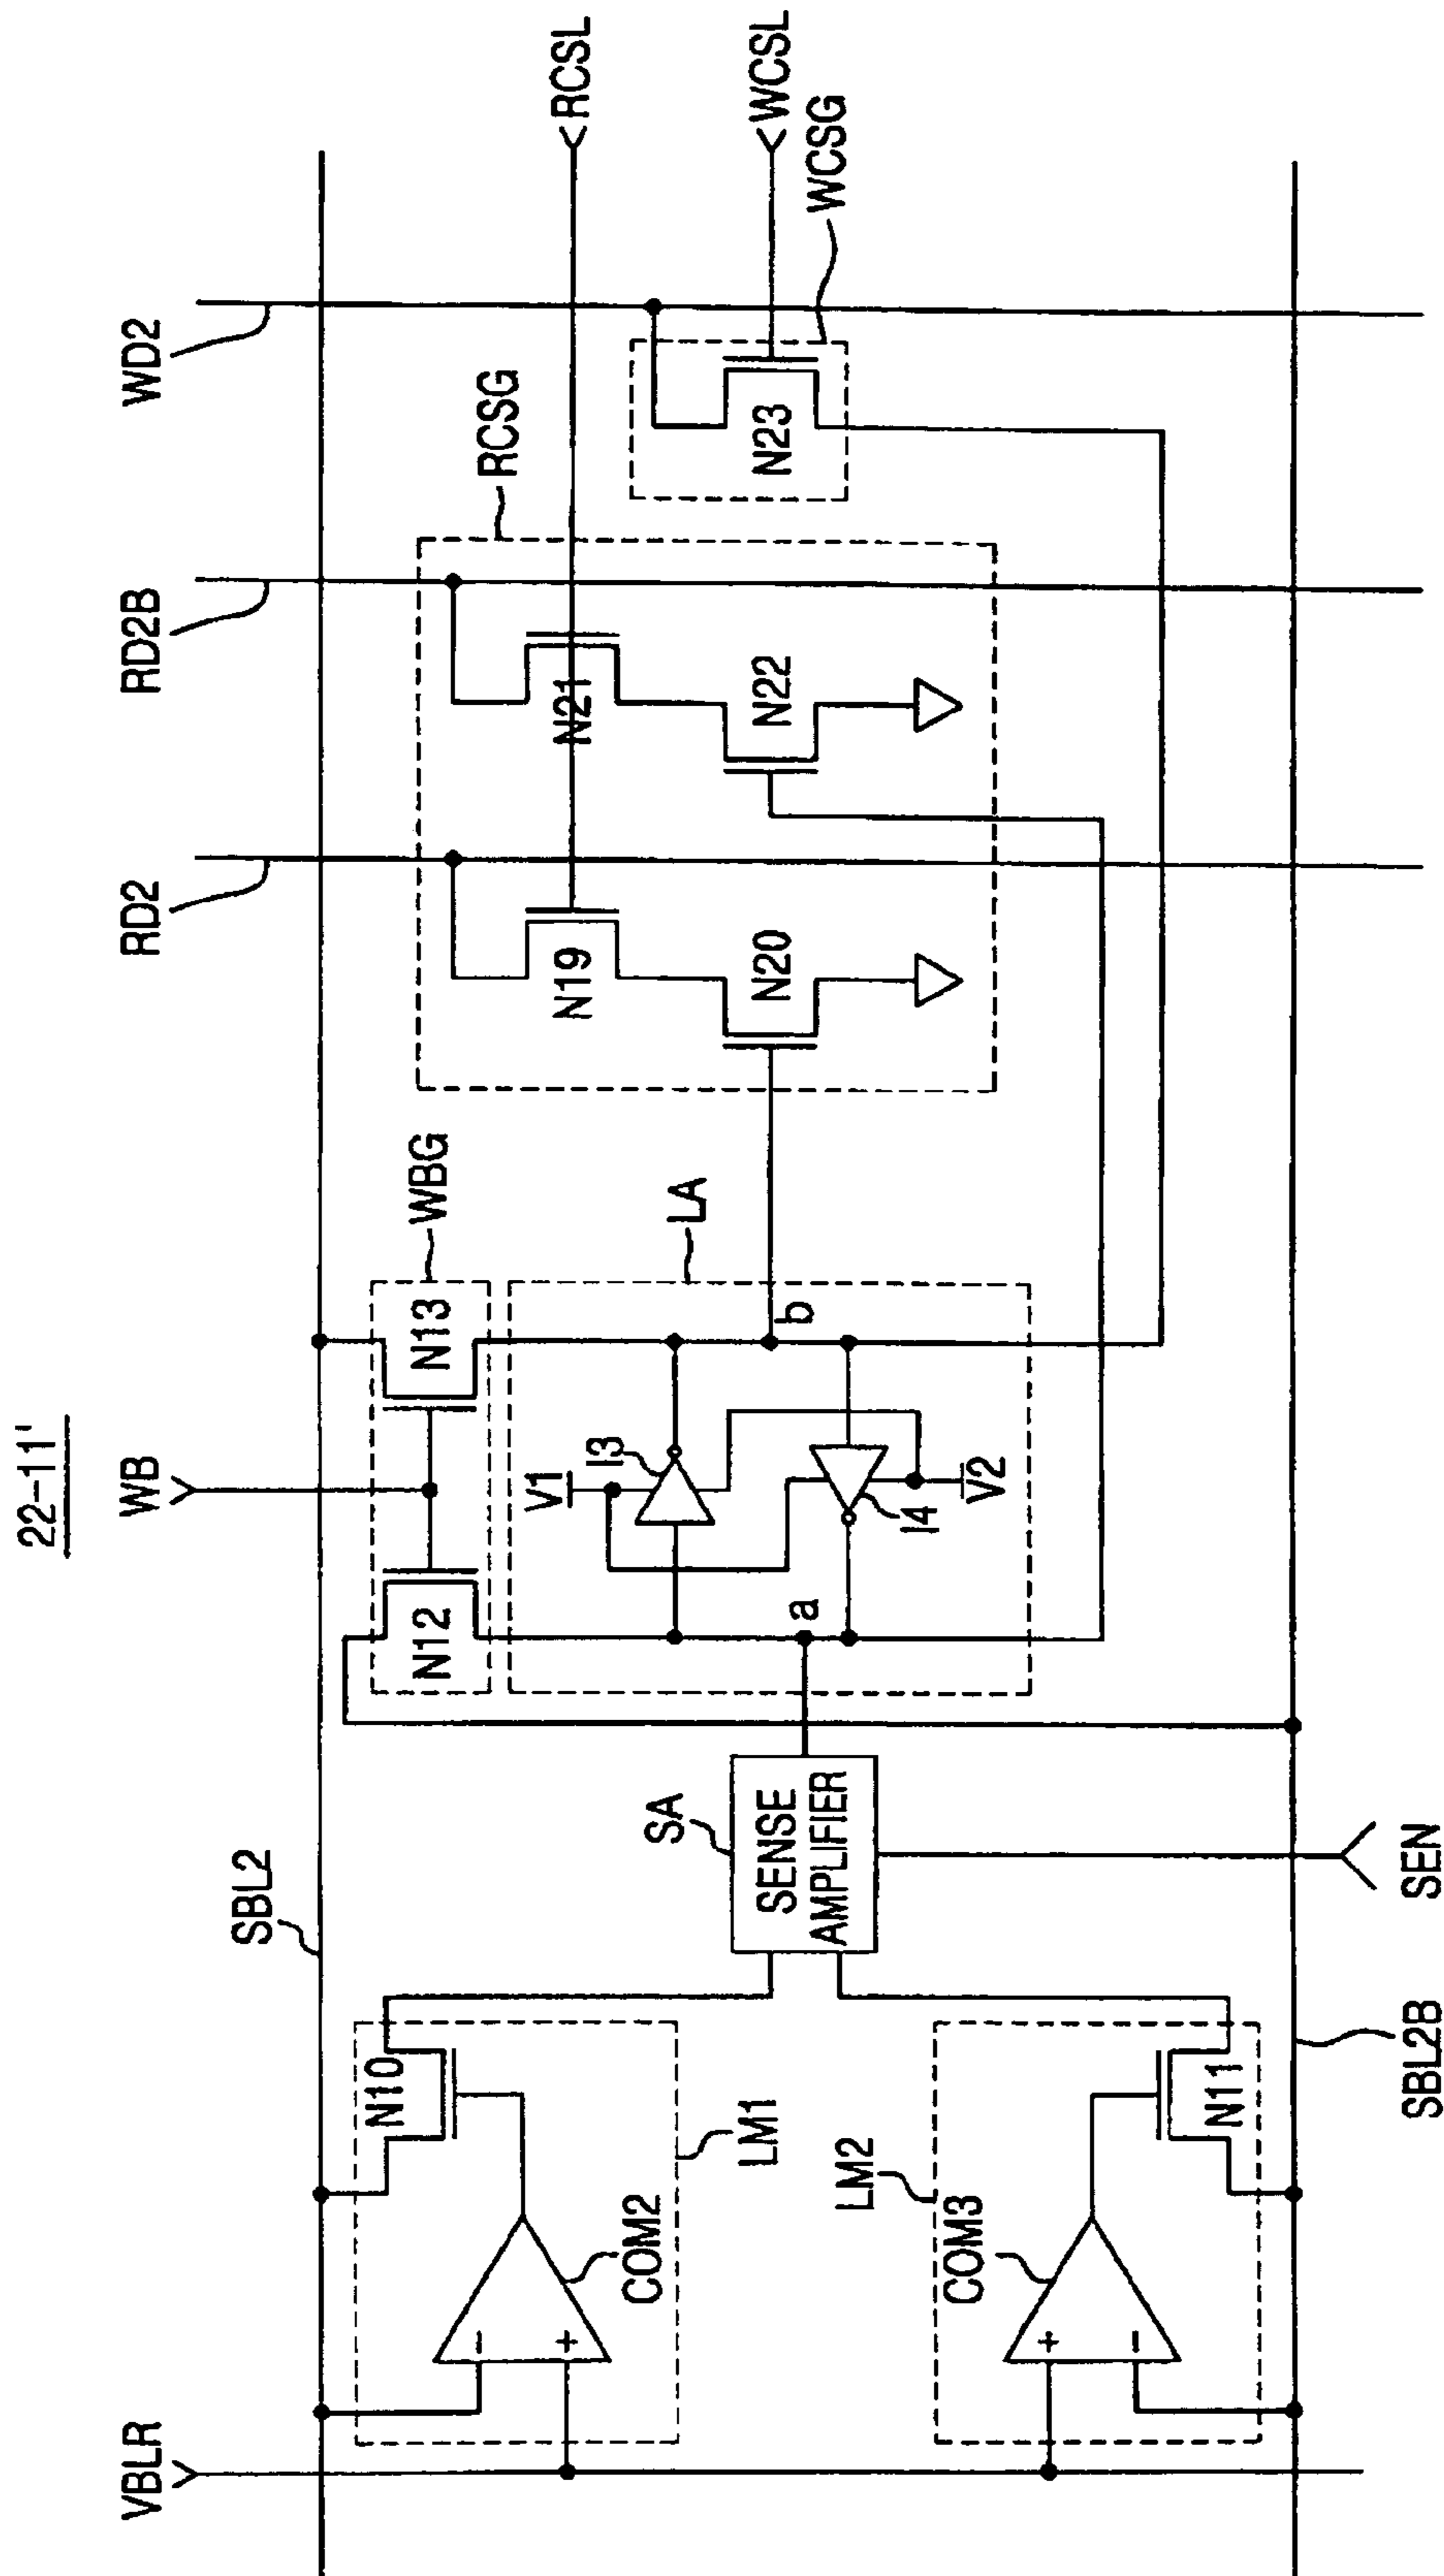 22-11'
VBLR
WB
RD2
RD2B
WD2
SBL2
WBG
RCSG
RCSL
N10
N12
N13
LM1
COM2
SA
SENSE
AMPLIFIER
V1
I3
LA
a
b
I4
V2
N19
N20
N21
N22
N23
WCSL
WCSG
LM2
COM3
N11
SBL2B
SEN
-
+
+
-